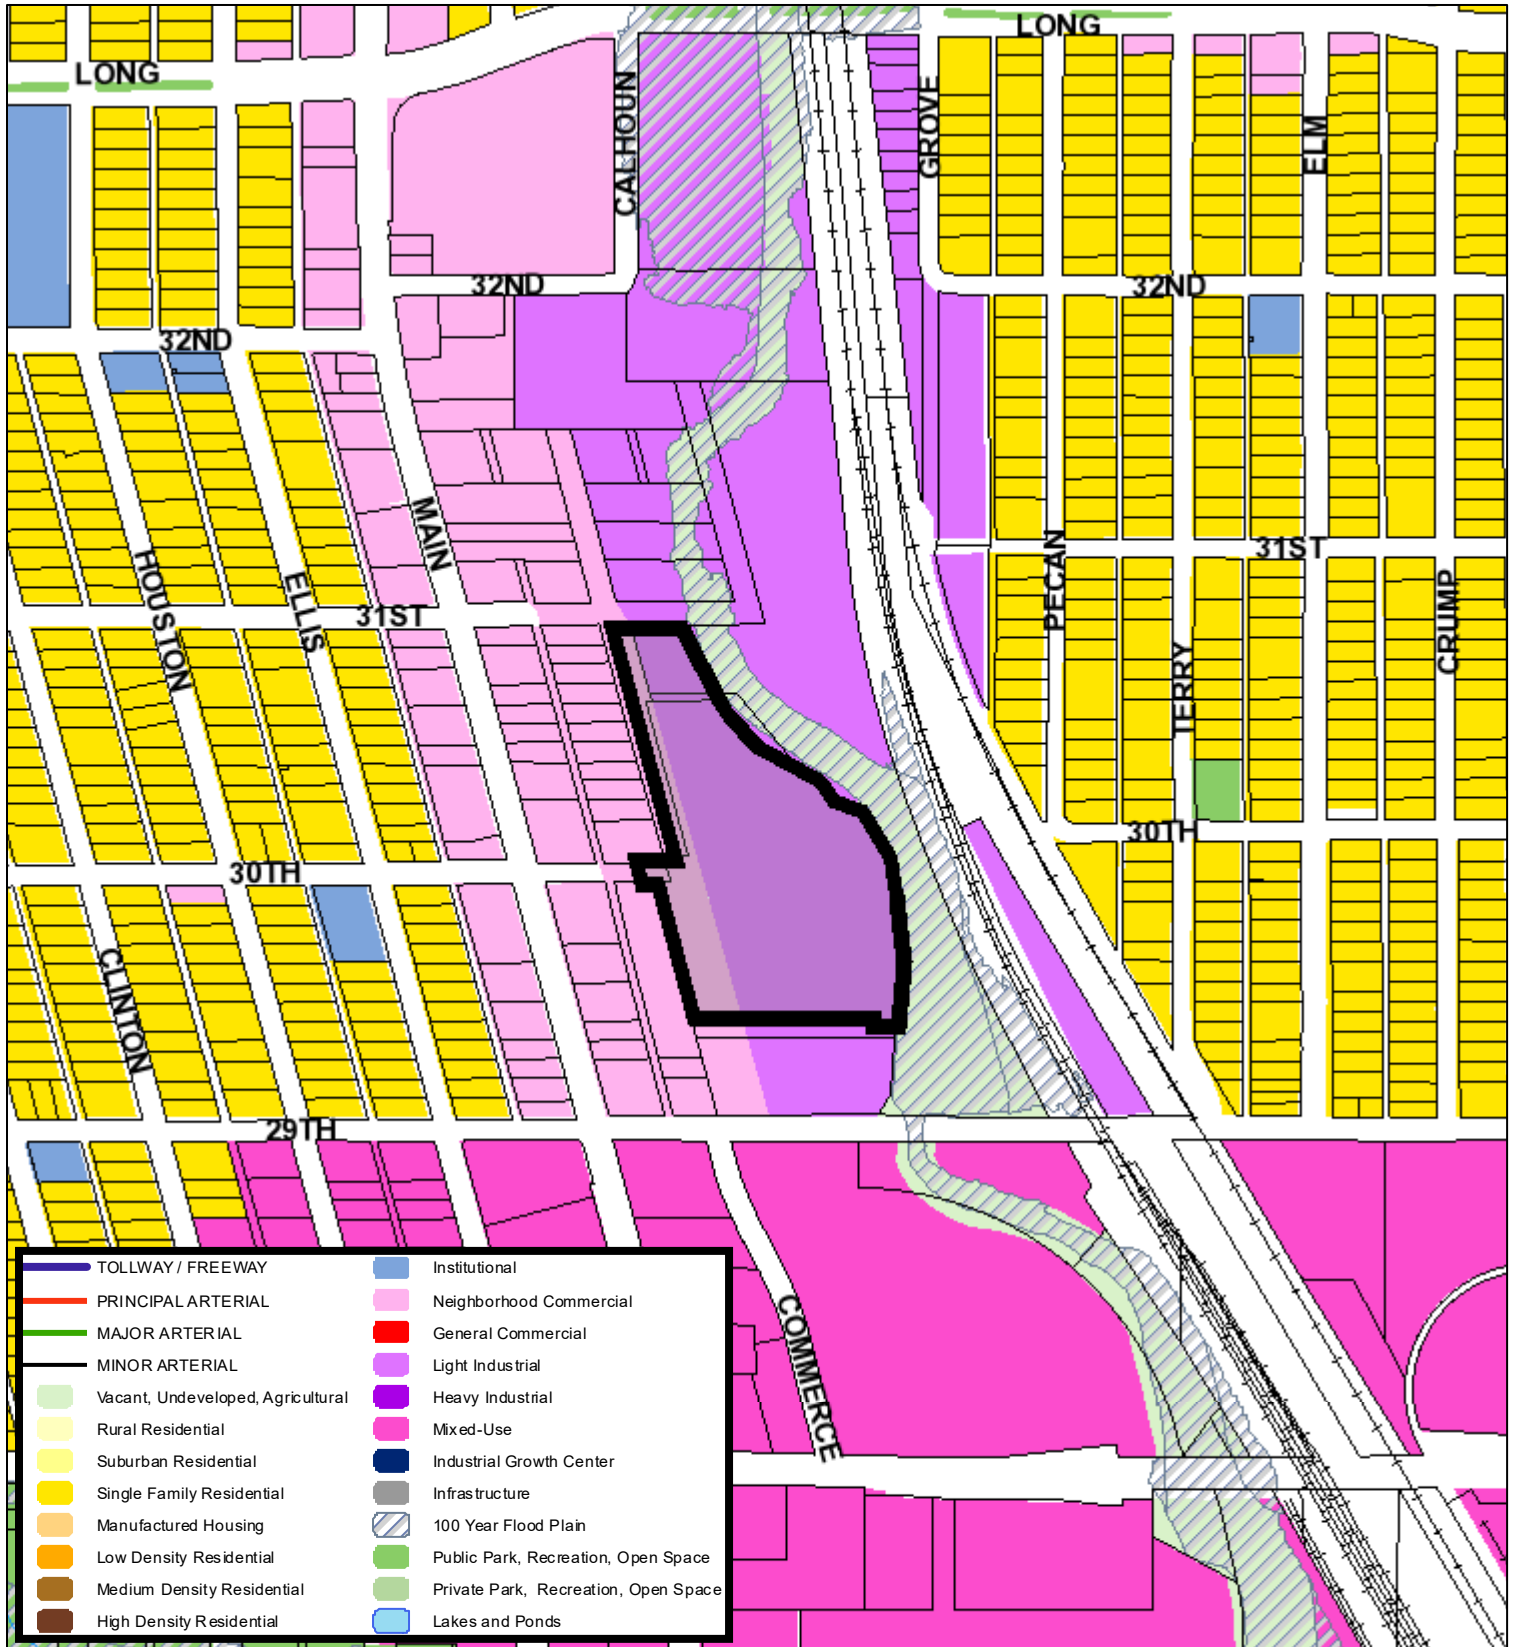 LONG
LONG
CALHOUN
GROVE
ELM
32ND
32ND
32ND
MAIN
31ST
PECAN
HOUSTON
ELLIS
31ST
CRUMP
TERRY
30TH
30TH
CLINTON
29TH
COMMERCE
TOLLWAY / FREEWAY
PRINCIPAL ARTERIAL
MAJOR ARTERIAL
MINOR ARTERIAL
Vacant, Undeveloped, Agricultural
Rural Residential
Suburban Residential
Single Family Residential
Manufactured Housing
Low Density Residential
Medium Density Residential
High Density Residential
Institutional
Neighborhood Commercial
General Commercial
Light Industrial
Heavy Industrial
Mixed-Use
Industrial Growth Center
Infrastructure
100 Year Flood Plain
Public Park, Recreation, Open Space
Private Park, Recreation, Open Space
Lakes and Ponds